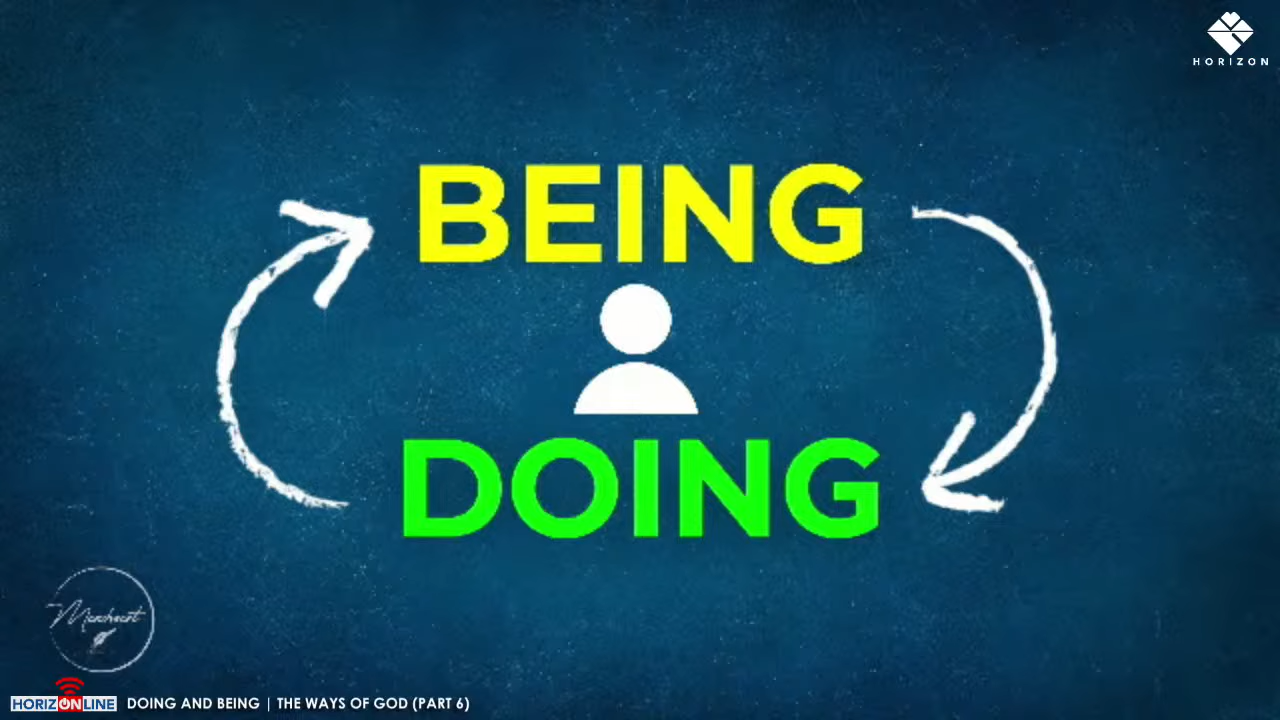 HORIZON
BEING
DOING
HORIZONLINE
DOING AND BEING | THE WAYS OF GOD (PART 6)